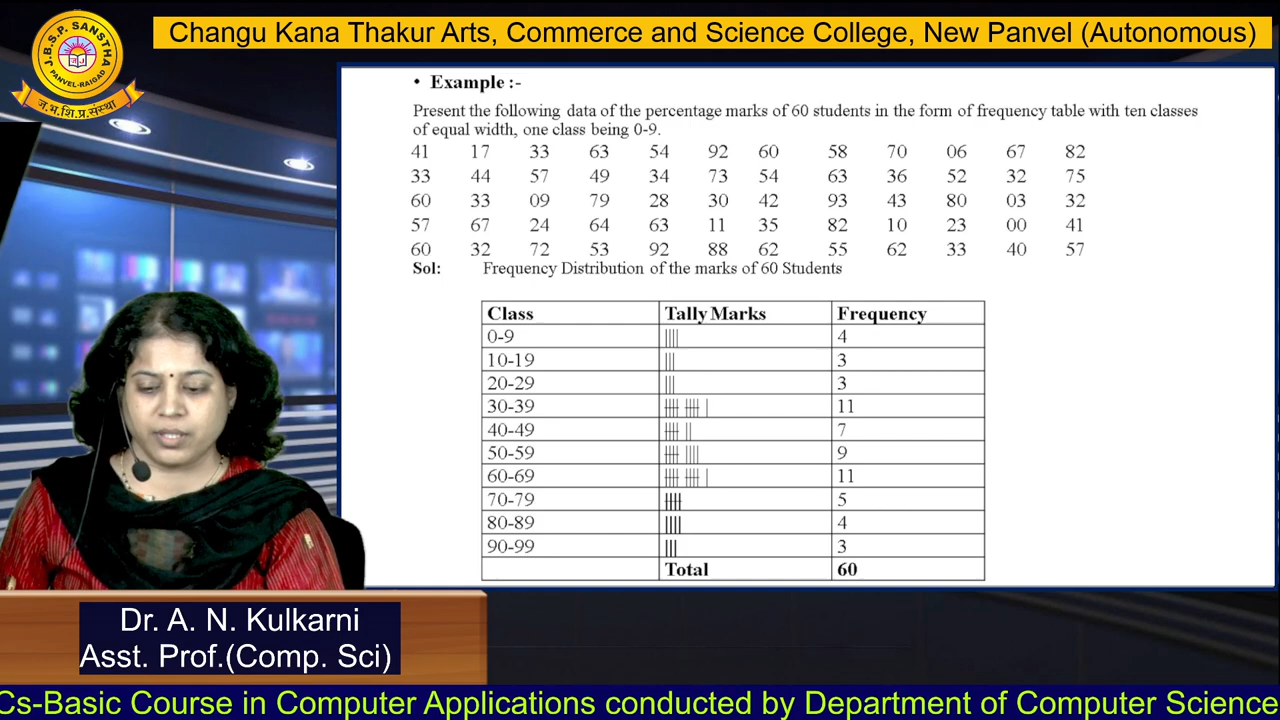 Changu Kana Thakur Arts, Commerce and Science College, New Panvel (Autonomous)
J.B.S.P. SANSTHA
PANVEL-RAIGAD
ज.भ.शि.प्र.संस्था
• Example :-
Present the following data of the percentage marks of 60 students in the form of frequency table with ten classes
of equal width, one class being 0-9.
41 17 33 63 54 92 60 58 70 06 67 82
33 44 57 49 34 73 54 63 36 52 32 75
60 33 09 79 28 30 42 93 43 80 03 32
57 67 24 64 63 11 35 82 10 23 00 41
60 32 72 53 92 88 62 55 62 33 40 57
Sol: Frequency Distribution of the marks of 60 Students
Class Tally Marks Frequency
0-9 |||| 4
10-19 ||| 3
20-29 ||| 3
30-39 |||| |||| | 11
40-49 |||| || 7
50-59 |||| |||| 9
60-69 |||| |||| | 11
70-79 |||| 5
80-89 |||| 4
90-99 ||| 3
Total 60
Dr. A. N. Kulkarni
Asst. Prof.(Comp. Sci)
Cs-Basic Course in Computer Applications conducted by Department of Computer Science